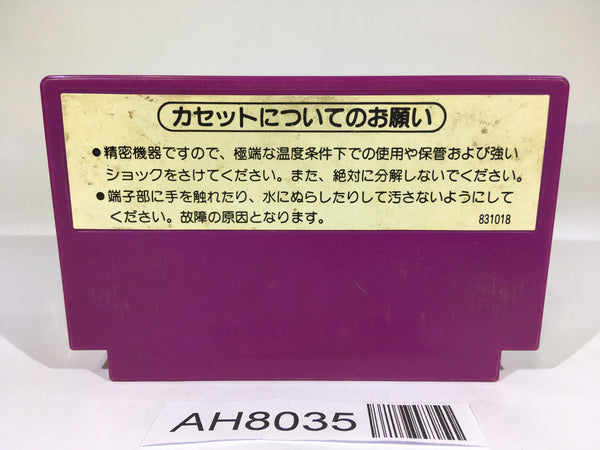 カセットについてのお願い
●精密機器ですので、極端な温度条件下での使用や保管および強い
ショックをさけてください。また、絶対に分解しないでください。
●端子部に手を触れたり、水にぬらしたりして汚さないようにして
ください。故障の原因となります。
831018
AH8035